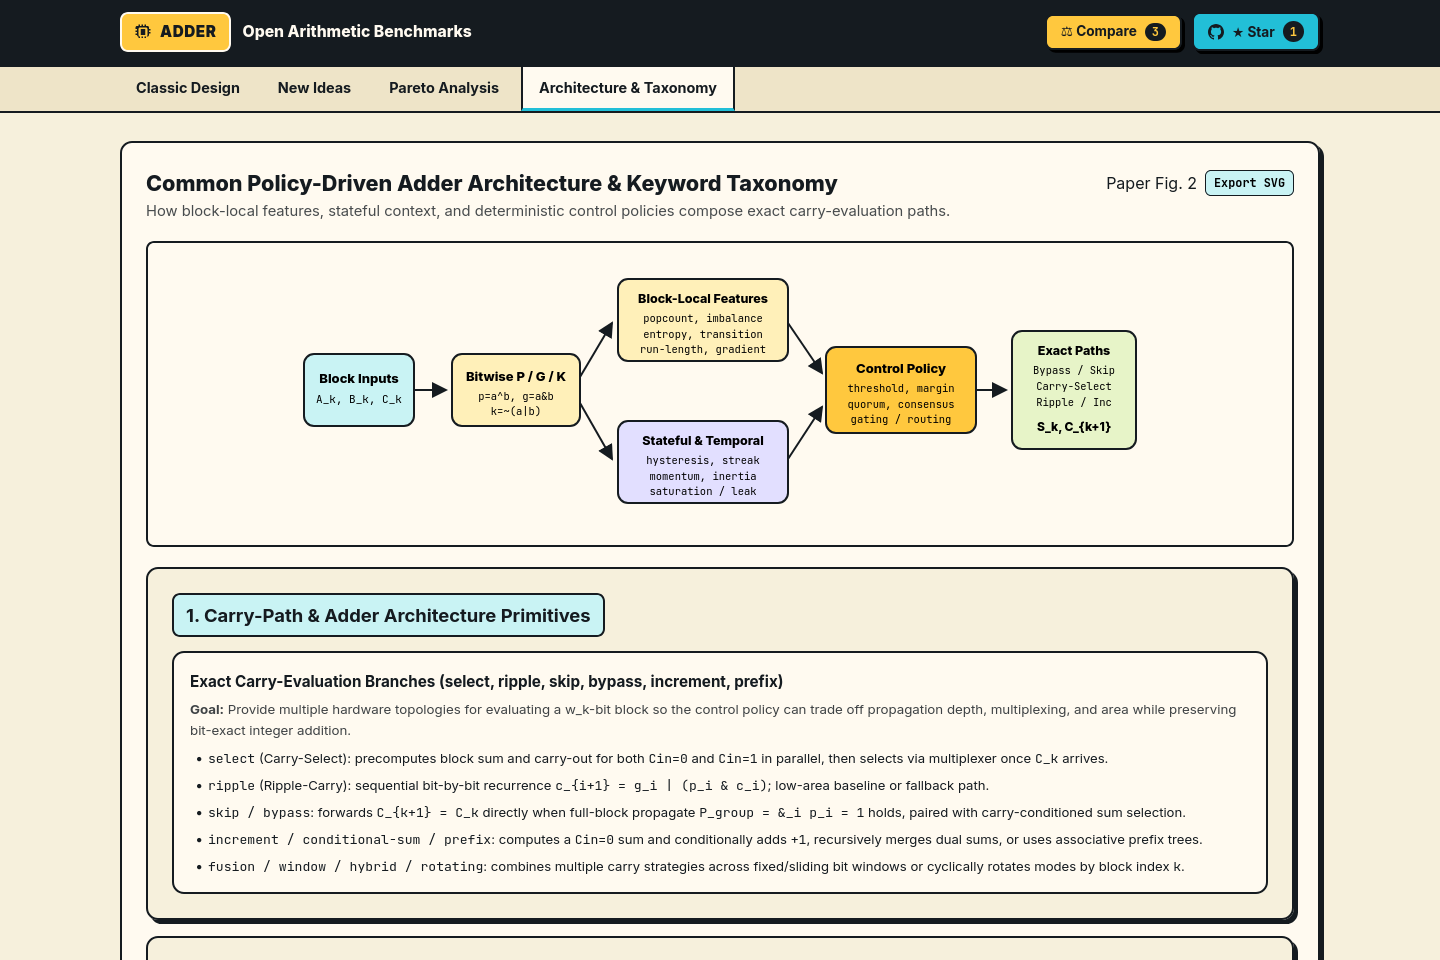 ADDER
Open Arithmetic Benchmarks
⚖ Compare 3
★ Star 1
Classic Design
New Ideas
Pareto Analysis
Architecture & Taxonomy
Common Policy-Driven Adder Architecture & Keyword Taxonomy
Paper Fig. 2
Export SVG
How block-local features, stateful context, and deterministic control policies compose exact carry-evaluation paths.
Block Inputs
A_k, B_k, C_k
Bitwise P / G / K
p=a^b, g=a&b
k=~(a|b)
Block-Local Features
popcount, imbalance
entropy, transition
run-length, gradient
Stateful & Temporal
hysteresis, streak
momentum, inertia
saturation / leak
Control Policy
threshold, margin
quorum, consensus
gating / routing
Exact Paths
Bypass / Skip
Carry-Select
Ripple / Inc
S_k, C_{k+1}
1. Carry-Path & Adder Architecture Primitives
Exact Carry-Evaluation Branches (select, ripple, skip, bypass, increment, prefix)
Goal: Provide multiple hardware topologies for evaluating a w_k-bit block so the control policy can trade off propagation depth, multiplexing, and area while preserving
bit-exact integer addition.
• select (Carry-Select): precomputes block sum and carry-out for both Cin=0 and Cin=1 in parallel, then selects via multiplexer once C_k arrives.
• ripple (Ripple-Carry): sequential bit-by-bit recurrence c_{i+1} = g_i | (p_i & c_i); low-area baseline or fallback path.
• skip / bypass: forwards C_{k+1} = C_k directly when full-block propagate P_group = &_i p_i = 1 holds, paired with carry-conditioned sum selection.
• increment / conditional-sum / prefix: computes a Cin=0 sum and conditionally adds +1, recursively merges dual sums, or uses associative prefix trees.
• fusion / window / hybrid / rotating: combines multiple carry strategies across fixed/sliding bit windows or cyclically rotates modes by block index k.